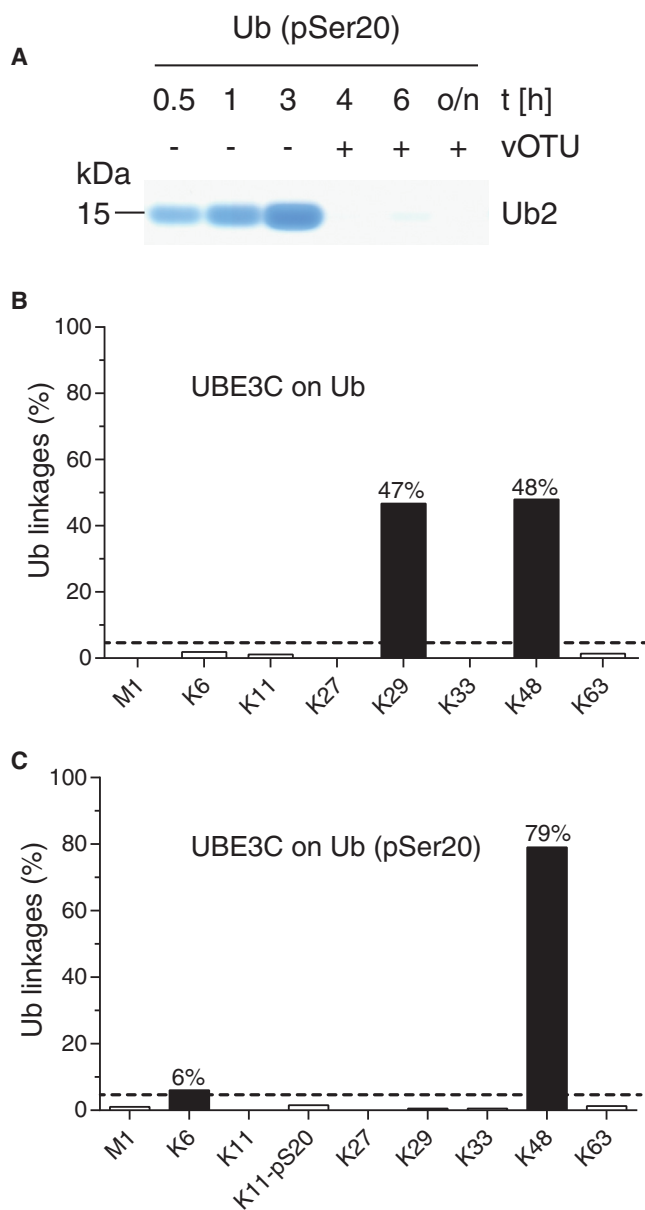 A
Ub (pSer20)
0.5 1 3 4 6 o/n t [h]
- - - + + + vOTU
kDa
15 Ub2
B
100
80
60
40
20
0
Ub linkages (%)
UBE3C on Ub
47%
48%
M1 K6 K11 K27 K29 K33 K48 K63
C
100
80
60
40
20
0
Ub linkages (%)
UBE3C on Ub (pSer20)
6%
79%
M1 K6 K11 K11-pS20 K27 K29 K33 K48 K63